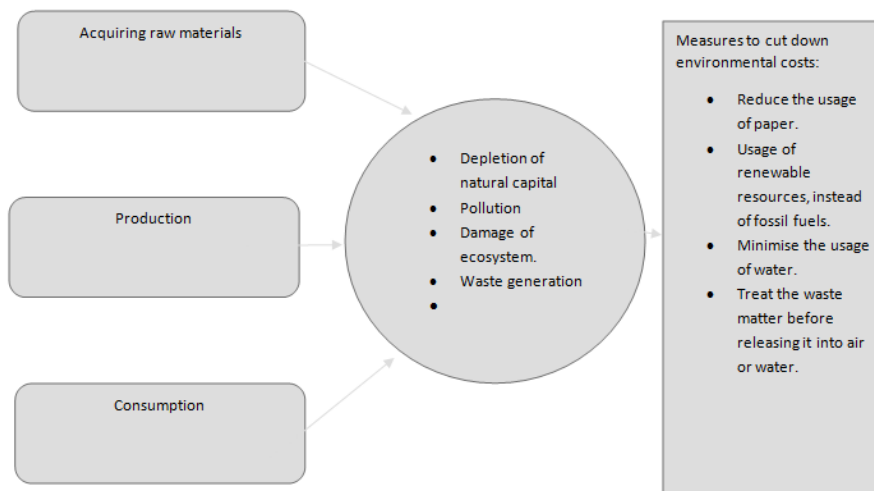 Acquiring raw materials
Production
Consumption
• Depletion of
natural capital
• Pollution
• Damage of
ecosystem.
• Waste generation
•
Measures to cut down
environmental costs:
• Reduce the usage
of paper.
• Usage of
renewable
resources, instead
of fossil fuels.
• Minimise the usage
of water.
• Treat the waste
matter before
releasing it into air
or water.